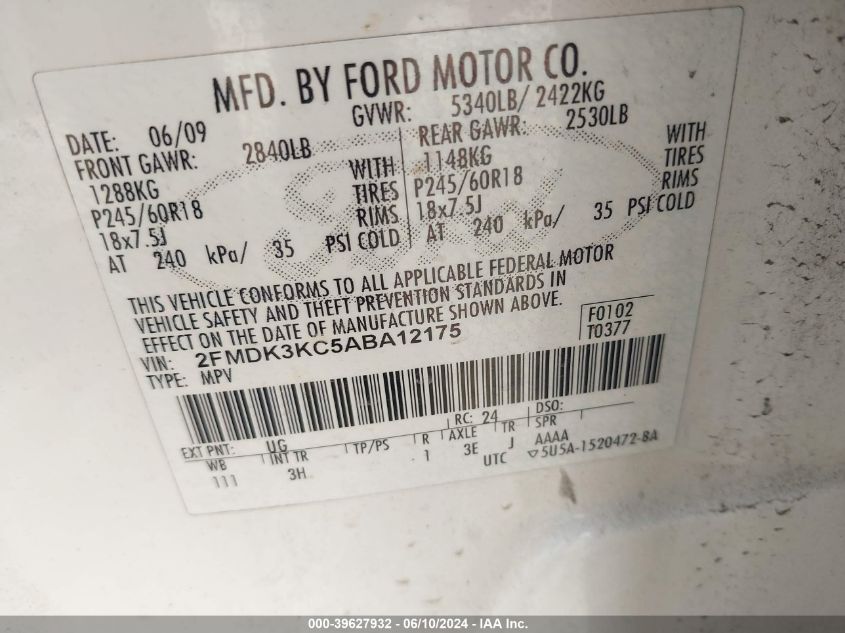 MFD. BY FORD MOTOR CO.
DATE: 06/09 GVWR: 5340LB/ 2422KG
FRONT GAWR: 2840LB REAR GAWR: 2530LB
1288KG WITH 1148KG WITH
P245/60R18 TIRES P245/60R18 TIRES
18x7.5J RIMS 18x7.5J RIMS
AT 240 kPa/ 35 PSI COLD AT 240 kPa/ 35 PSI COLD
THIS VEHICLE CONFORMS TO ALL APPLICABLE FEDERAL MOTOR
VEHICLE SAFETY AND THEFT PREVENTION STANDARDS IN
EFFECT ON THE DATE OF MANUFACTURE SHOWN ABOVE.
VIN: 2FMDK3KC5ABA12175 F0102
TYPE: MPV T0377
EXT PNT: UG RC: 24 DSO:
WB INT TR TP/PS R AXLE TR SPR
111 3H 1 3E J AAAA
UTC ▽5U5A-1520472-BA
000-39627932 - 06/10/2024 - IAA Inc.